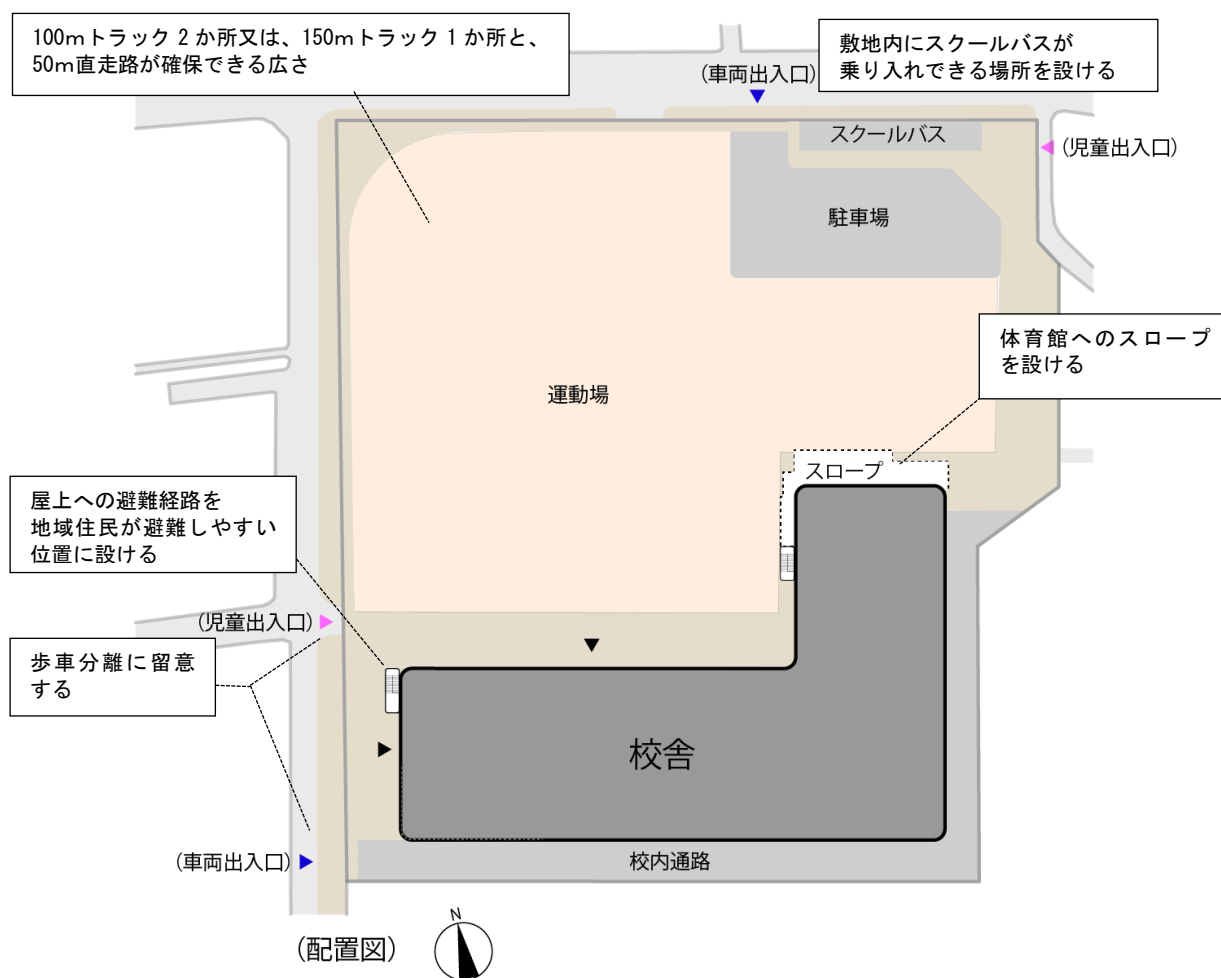 100mトラック 2 か所又は、150mトラック 1 か所と、
50m直走路が確保できる広さ
敷地内にスクールバスが
乗り入れできる場所を設ける
(車両出入口)
スクールバス
(児童出入口)
駐車場
体育館へのスロープ
を設ける
運動場
スロープ
屋上への避難経路を
地域住民が避難しやすい
位置に設ける
(児童出入口)
歩車分離に留意
する
校舎
(車両出入口)
校内通路
(配置図)
N